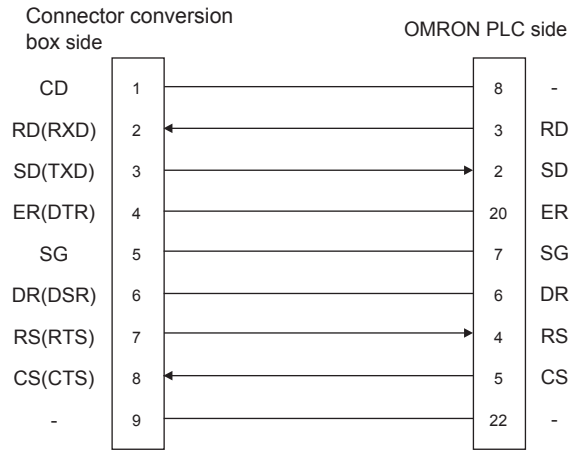 Connector conversion
box side
OMRON PLC side
CD 1 8 -
RD(RXD) 2 3 RD
SD(TXD) 3 2 SD
ER(DTR) 4 20 ER
SG 5 7 SG
DR(DSR) 6 6 DR
RS(RTS) 7 4 RS
CS(CTS) 8 5 CS
- 9 22 -